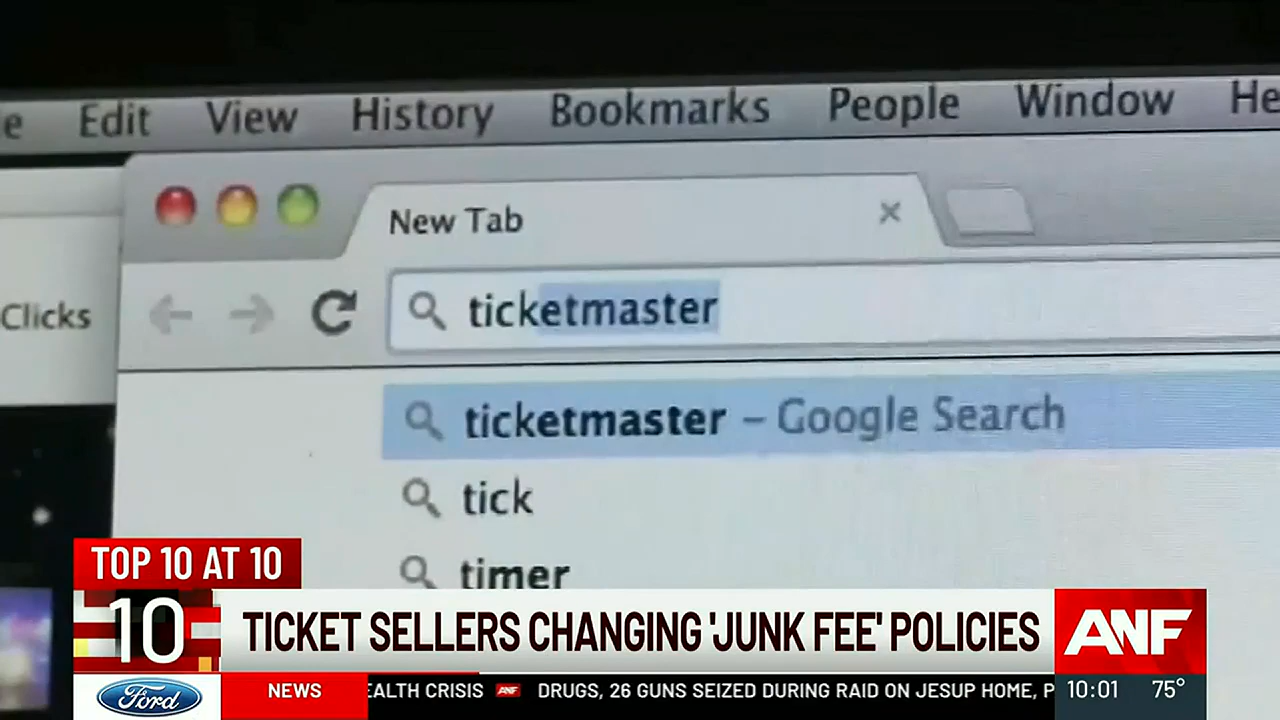 e Edit View History Bookmarks People Window He
New Tab
Clicks
ticketmaster
ticketmaster – Google Search
tick
timer
TOP 10 AT 10
10 TICKET SELLERS CHANGING 'JUNK FEE' POLICIES ANF
Ford NEWS EALTH CRISIS ANF DRUGS, 26 GUNS SEIZED DURING RAID ON JESUP HOME, P 10:01 75°